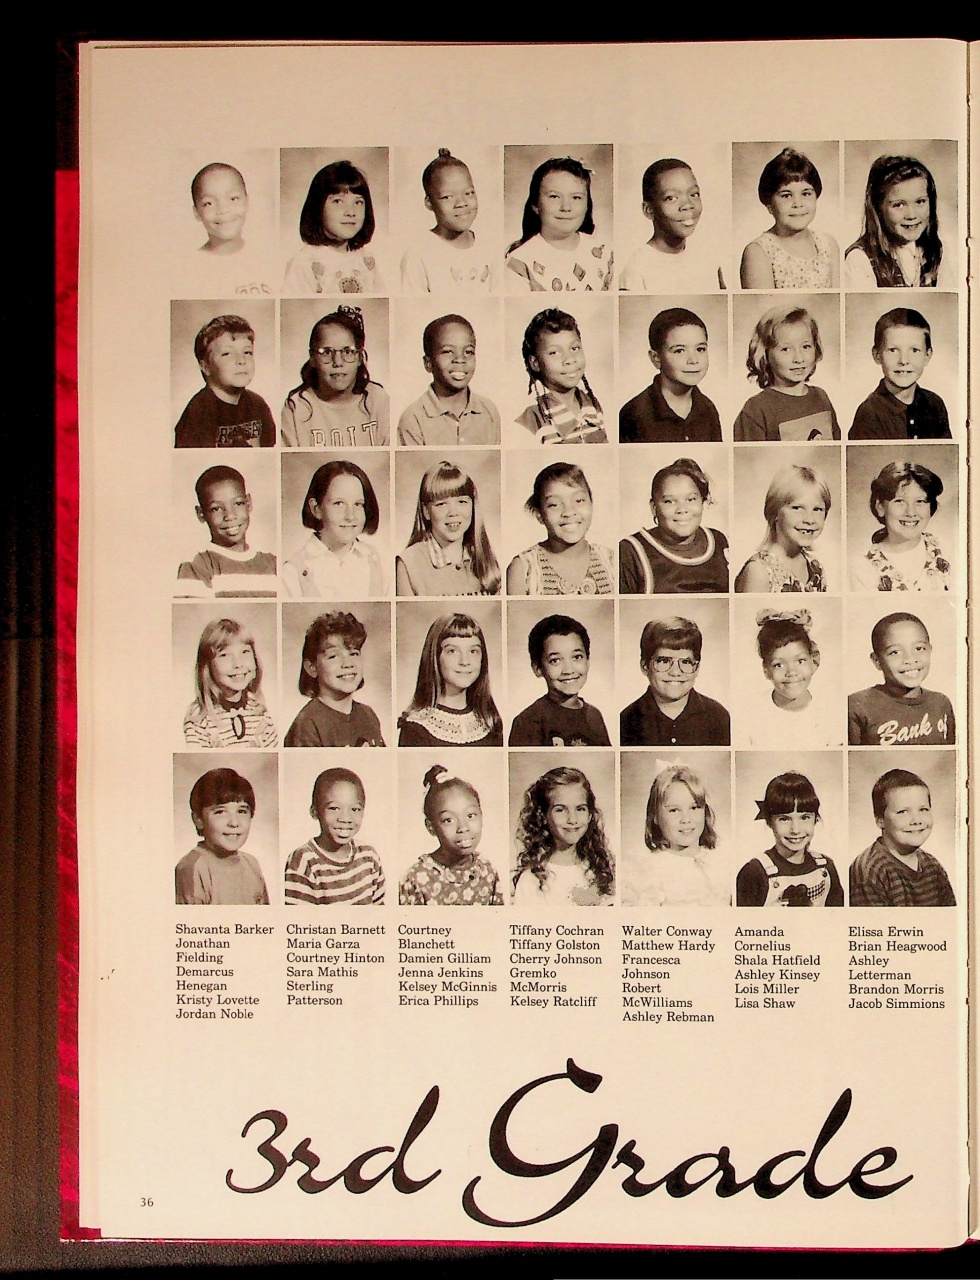 BOLT
Bank of
Shavanta Barker
Jonathan
Fielding
Demarcus
Henegan
Kristy Lovette
Jordan Noble
Christan Barnett
Maria Garza
Courtney Hinton
Sara Mathis
Sterling
Patterson
Courtney
Blanchett
Damien Gilliam
Jenna Jenkins
Kelsey McGinnis
Erica Phillips
Tiffany Cochran
Tiffany Golston
Cherry Johnson
Gremko
McMorris
Kelsey Ratcliff
Walter Conway
Matthew Hardy
Francesca
Johnson
Robert
McWilliams
Ashley Rebman
Amanda
Cornelius
Shala Hatfield
Ashley Kinsey
Lois Miller
Lisa Shaw
Elissa Erwin
Brian Heagwood
Ashley
Letterman
Brandon Morris
Jacob Simmions
3rd Grade
36